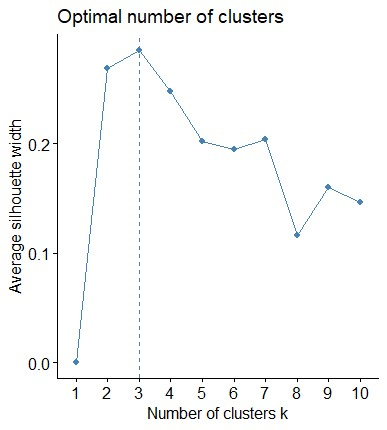 Optimal number of clusters
Average silhouette width
0.2
0.1
0.0
1 2 3 4 5 6 7 8 9 10
Number of clusters k